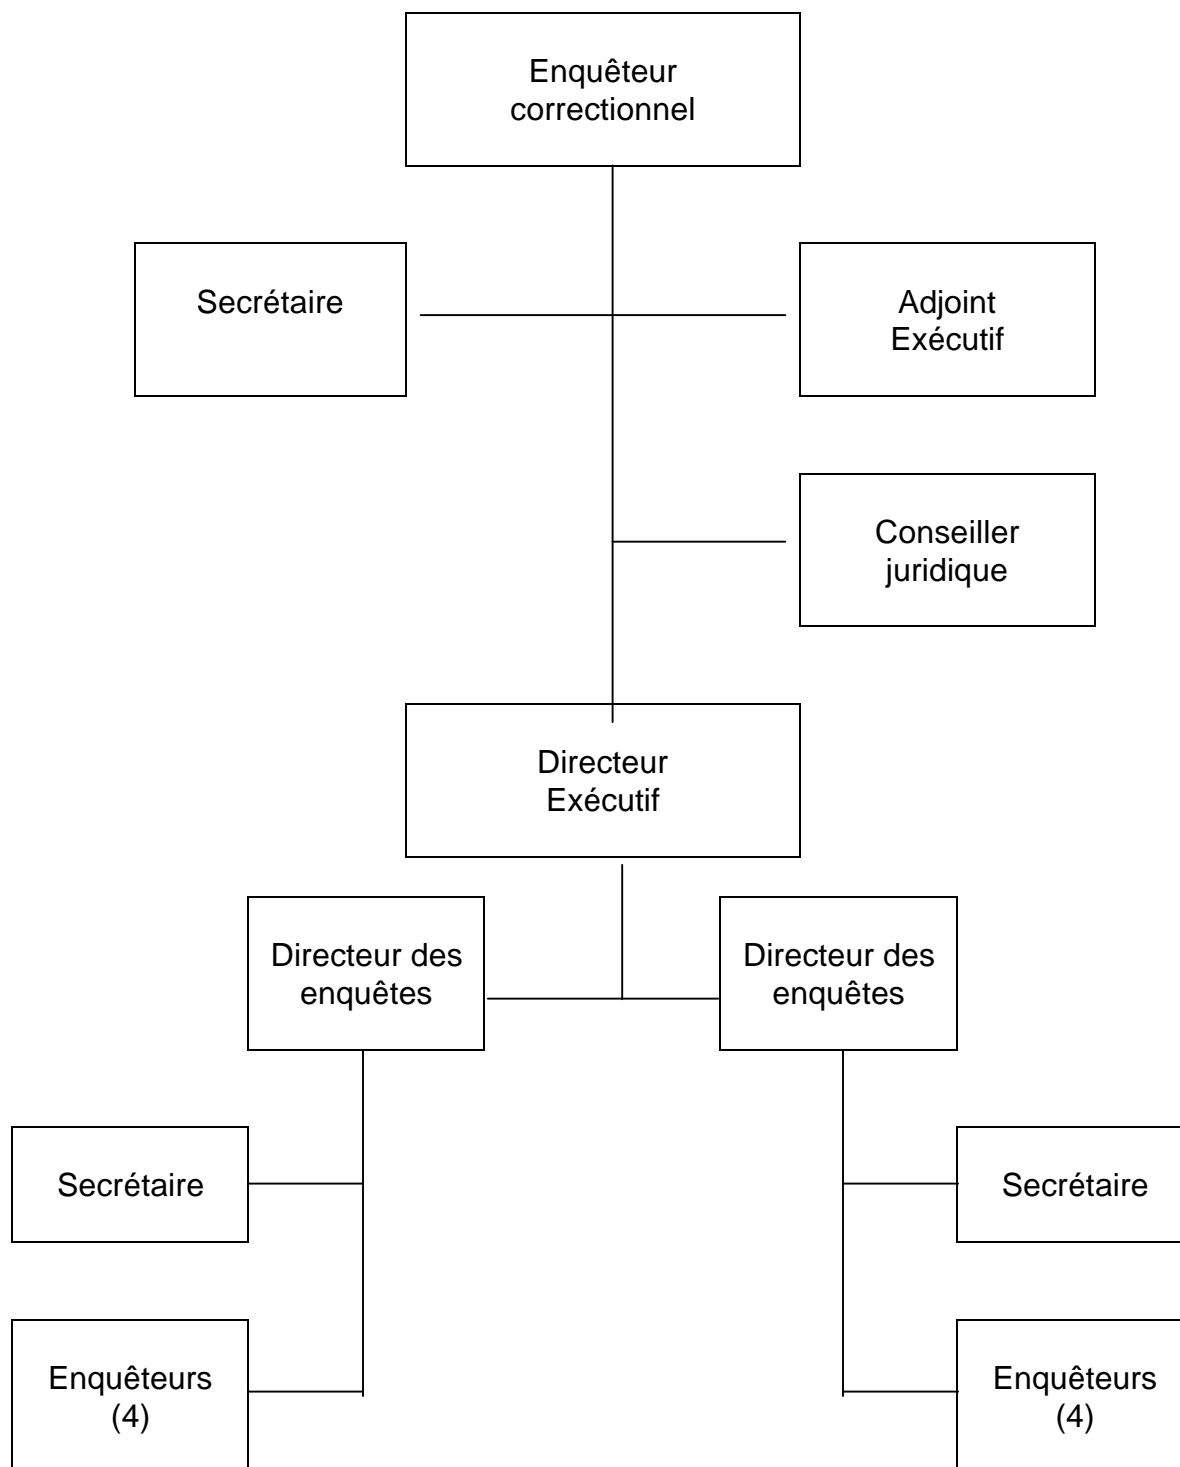 Enquêteur
correctionnel
Secrétaire
Adjoint
Exécutif
Conseiller
juridique
Directeur
Exécutif
Directeur des
enquêtes
Directeur des
enquêtes
Secrétaire
Secrétaire
Enquêteurs
(4)
Enquêteurs
(4)